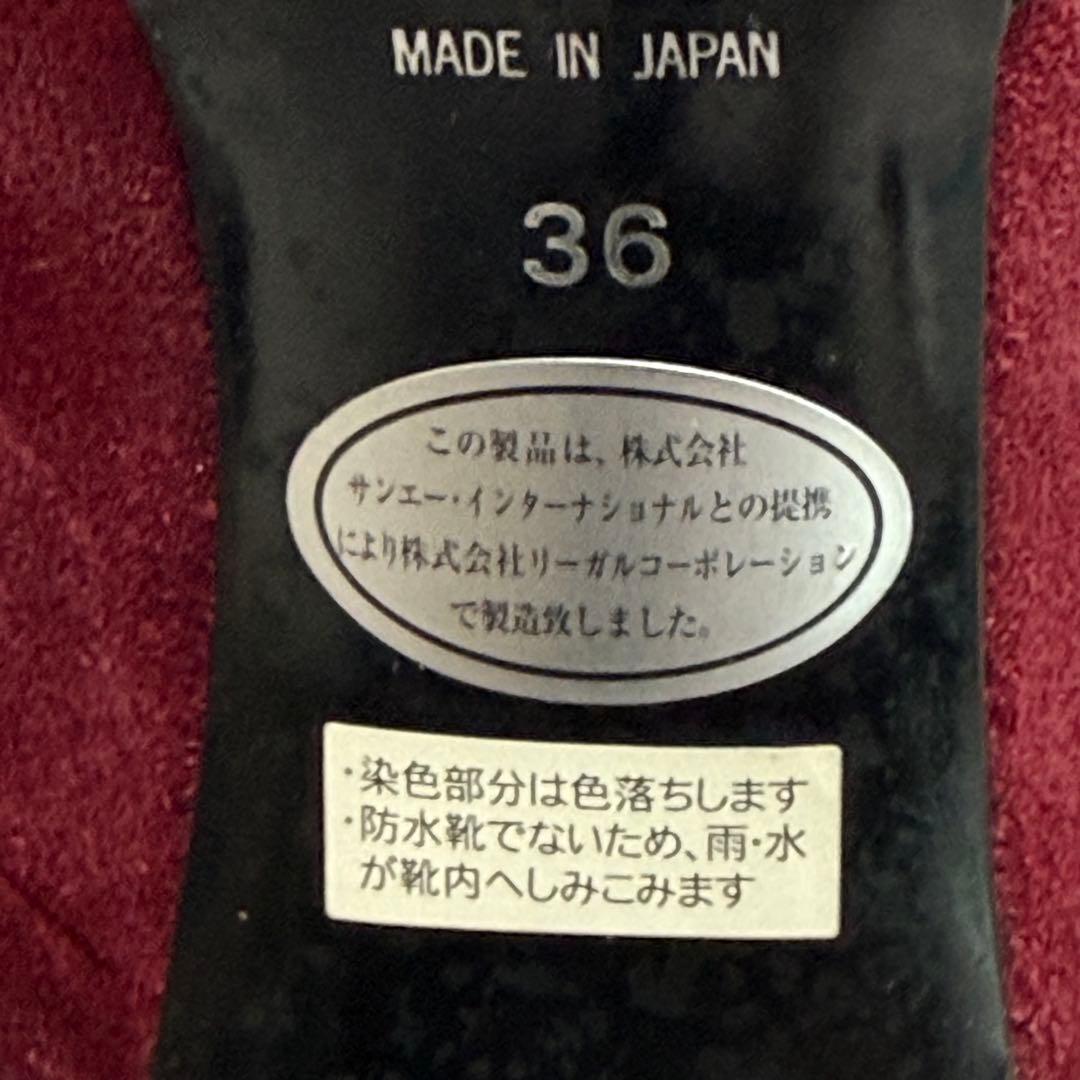 MADE IN JAPAN
36
この製品は、株式会社
サンエー・インターナショナルとの提携
により株式会社リーガルコーポレーション
で製造致しました。
・染色部分は色落ちします
・防水靴でないため、雨・水
が靴内へしみこみます